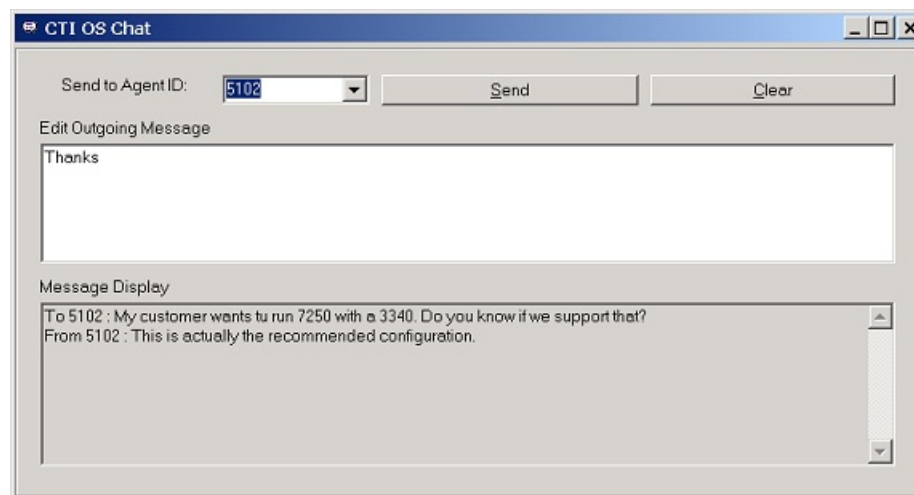 CTI OS Chat
Send to Agent ID: 5102 Send Clear
Edit Outgoing Message
Thanks
Message Display
To 5102 : My customer wants tu run 7250 with a 3340. Do you know if we support that?
From 5102 : This is actually the recommended configuration.